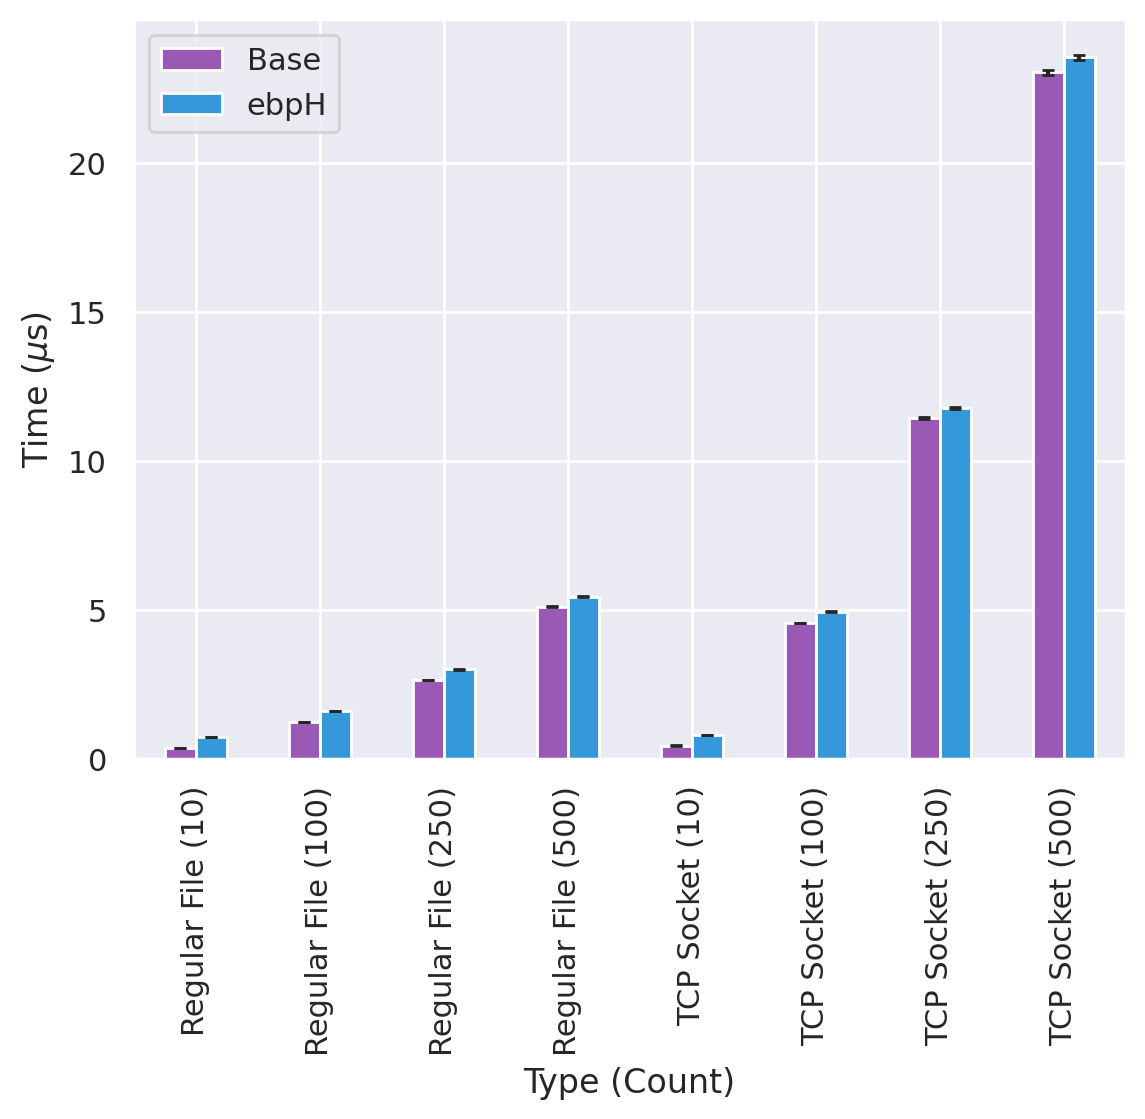 Base
ebpH
20
15
10
5
0
Time (μs)
Regular File (10)
Regular File (100)
Regular File (250)
Regular File (500)
TCP Socket (10)
TCP Socket (100)
TCP Socket (250)
TCP Socket (500)
Type (Count)